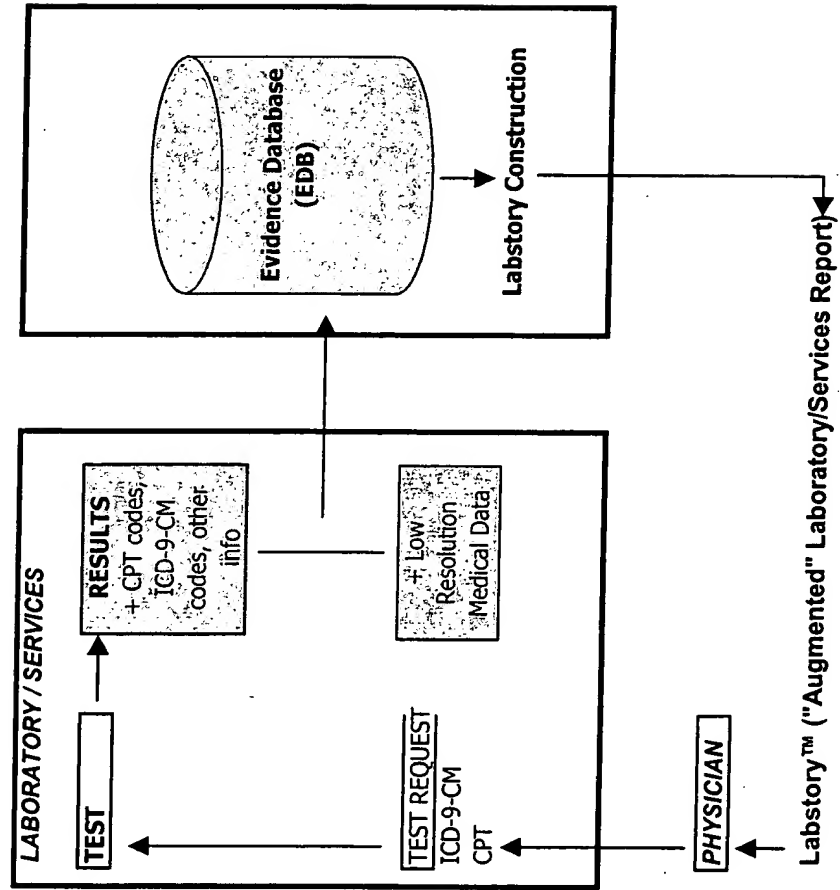 LABORATORY / SERVICES
TEST
RESULTS
+ CPT codes,
ICD-9-CM
codes, other
info
TEST REQUEST
ICD-9-CM
CPT
+ Low
Resolution
Medical Data
PHYSICIAN
Evidence Database
(EDB)
Labstory Construction
Labstory™ ("Augmented" Laboratory/Services Report)